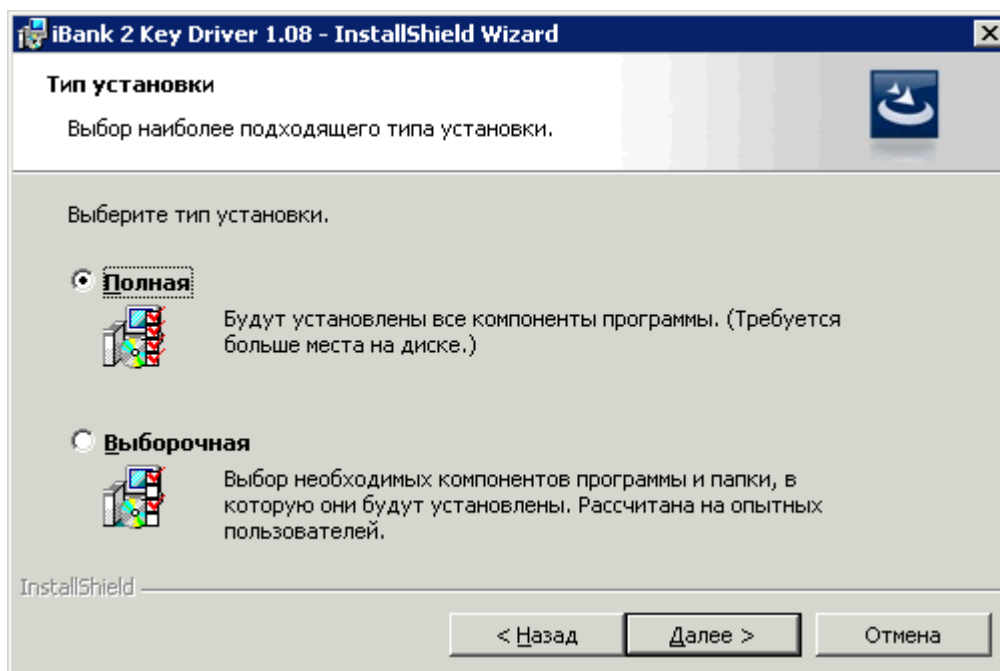 iBank 2 Key Driver 1.08 - InstallShield Wizard
Тип установки
Выбор наиболее подходящего типа установки.
Выберите тип установки.
Полная
Будут установлены все компоненты программы. (Требуется
больше места на диске.)
Выборочная
Выбор необходимых компонентов программы и папки, в
которую они будут установлены. Рассчитана на опытных
пользователей.
InstallShield
< Назад Далее > Отмена